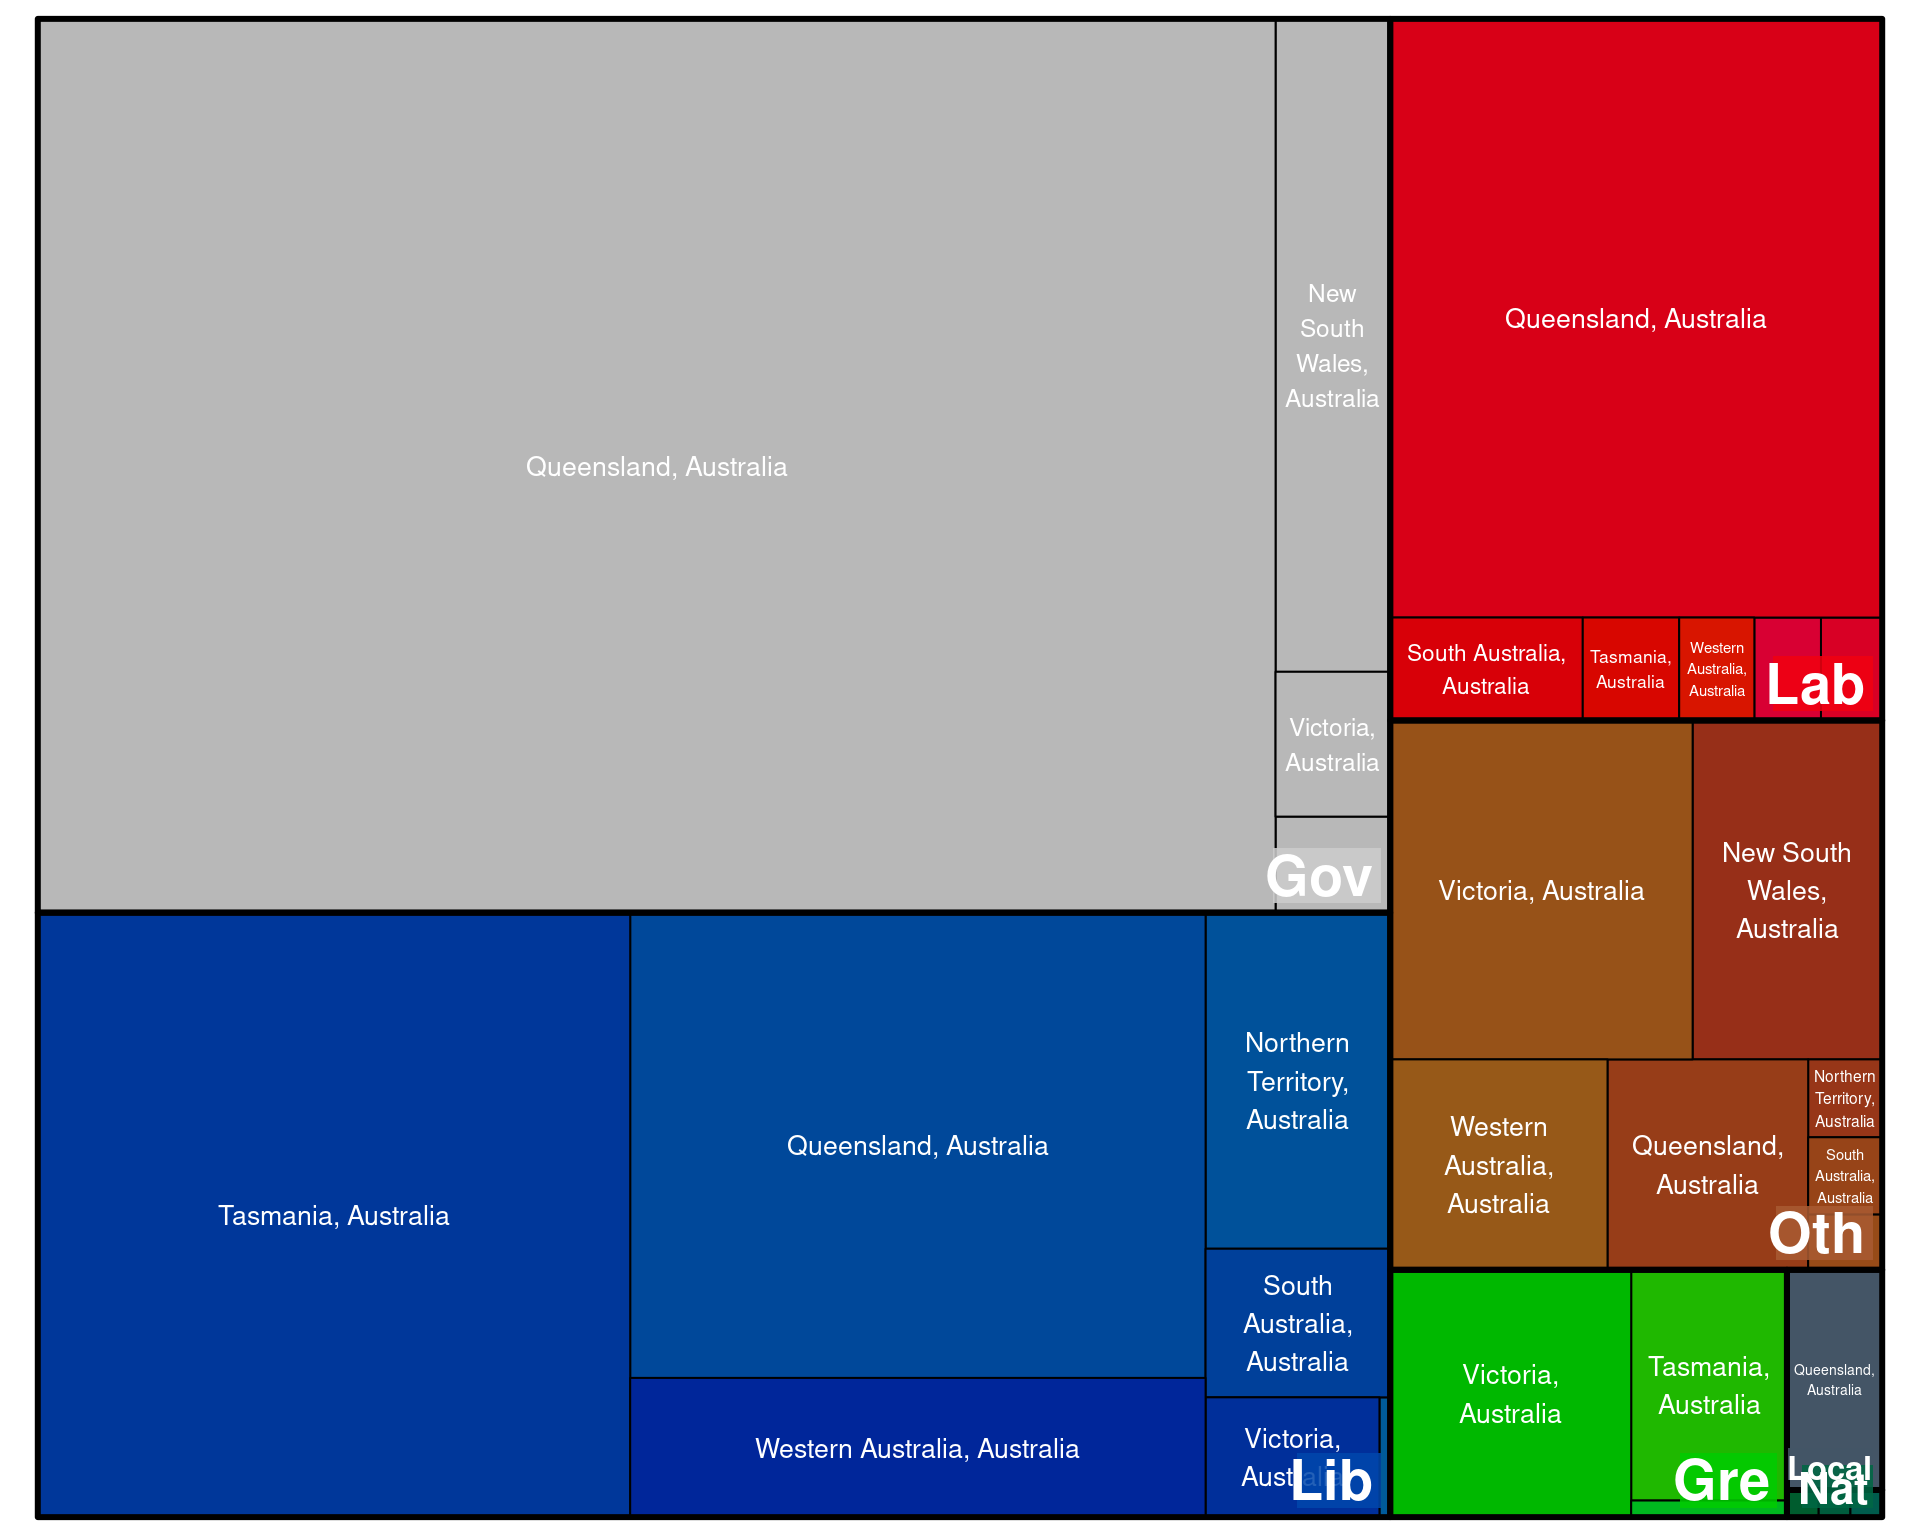 Queensland, Australia
New
South
Wales,
Australia
Victoria,
Australia
Gov
Queensland, Australia
South Australia,
Australia
Tasmania,
Australia
Western
Australia,
Australia
Lab
Tasmania, Australia
Queensland, Australia
Western Australia, Australia
Northern
Territory,
Australia
South
Australia,
Australia
Victoria,
Australia
Lib
Victoria, Australia
New South
Wales,
Australia
Western
Australia,
Australia
Queensland,
Australia
Northern
Territory,
Australia
South
Australia,
Australia
Oth
Victoria,
Australia
Tasmania,
Australia
Gre
Queensland,
Australia
Local
Nat